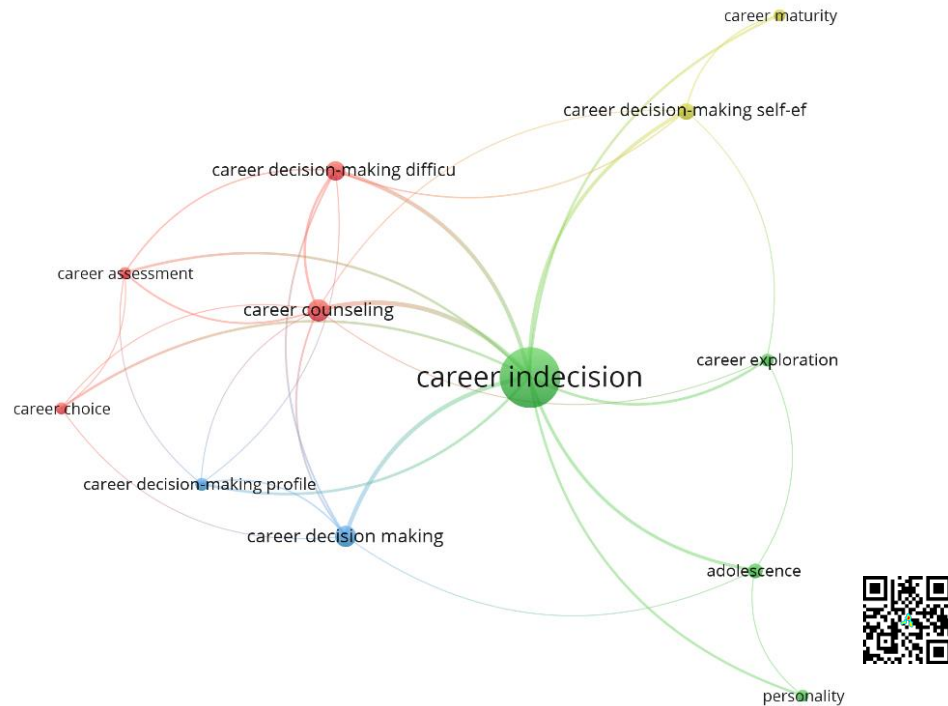 career maturity
career decision-making self-ef
career decision-making difficu
career assessment
career counseling
career exploration
career indecision
career choice
career decision-making profile
career decision making
adolescence
personality